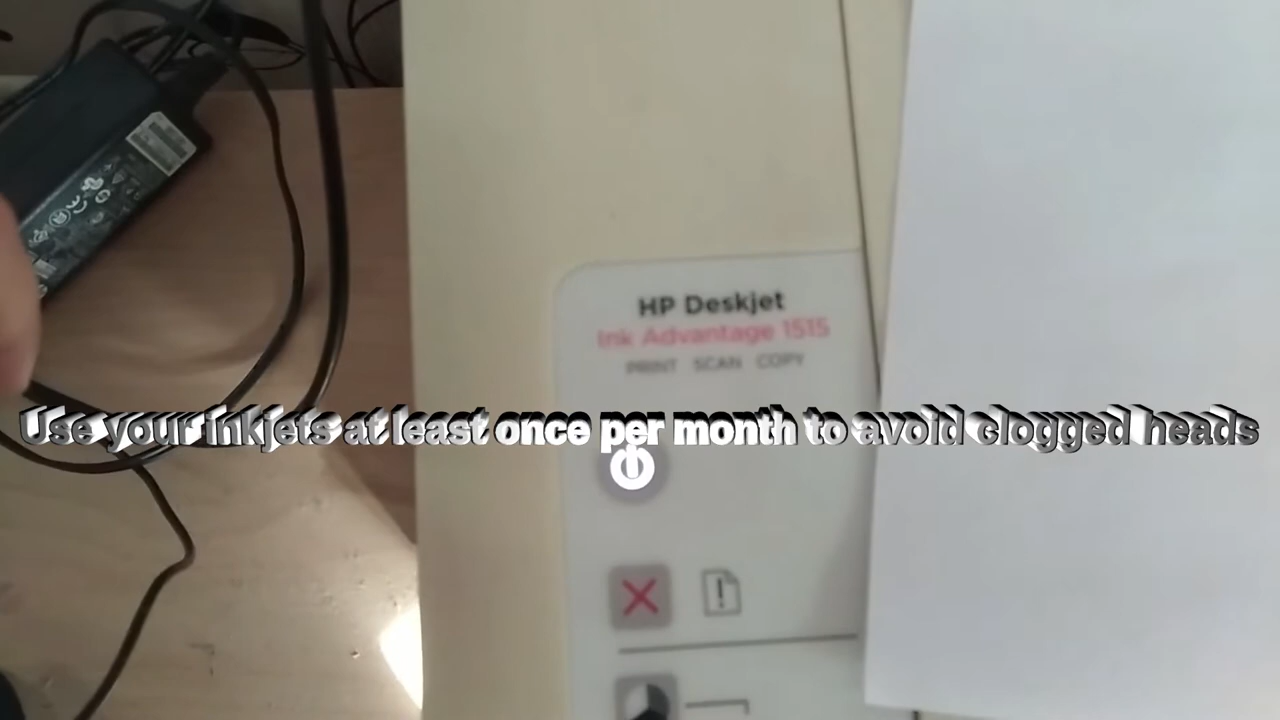 HP Deskjet
Ink Advantage 1515
PRINT SCAN COPY
Use your inkjets at least once per month to avoid clogged heads